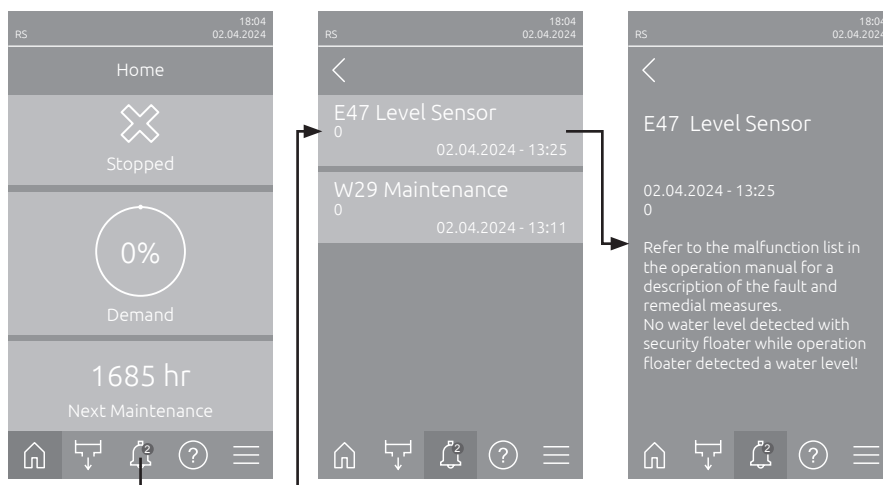 18:04
RS 02.04.2024
Home
Stopped
0%
Demand
1685 hr
Next Maintenance
2
18:04
RS 02.04.2024
E47 Level Sensor
0
02.04.2024 - 13:25
W29 Maintenance
0
02.04.2024 - 13:11
2
18:04
RS 02.04.2024
E47 Level Sensor
02.04.2024 - 13:25
0
Refer to the malfunction list in
the operation manual for a
description of the fault and
remedial measures.
No water level detected with
security floater while operation
floater detected a water level!
2